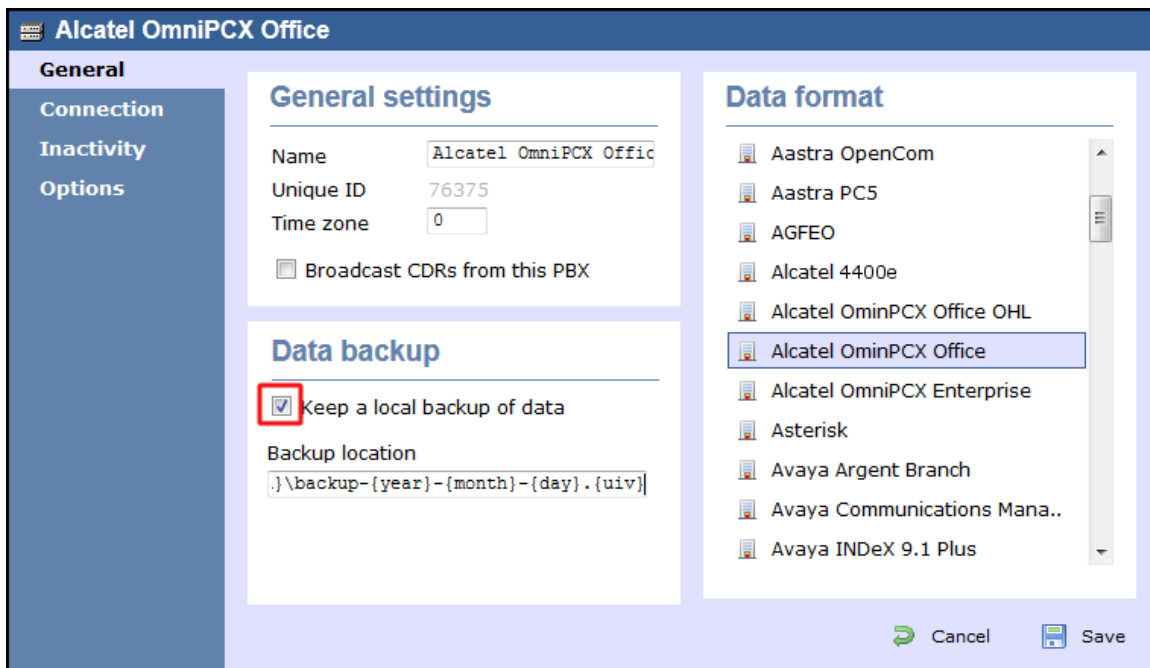 Alcatel OmniPCX Office
General
Connection
Inactivity
Options
General settings
Name
Alcatel OmniPCX Offic
Unique ID
76375
Time zone
0
Broadcast CDRs from this PBX
Data backup
Keep a local backup of data
Backup location
.}\backup-{year}-{month}-{day}.{uiv}
Data format
Aastra OpenCom
Aastra PC5
AGFEO
Alcatel 4400e
Alcatel OminPCX Office OHL
Alcatel OminPCX Office
Alcatel OmniPCX Enterprise
Asterisk
Avaya Argent Branch
Avaya Communications Mana..
Avaya INDeX 9.1 Plus
Cancel
Save